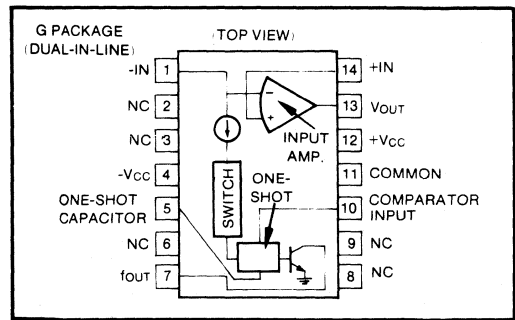 G PACKAGE
(DUAL-IN-LINE)
(TOP VIEW)
-IN 1
NC 2
NC 3
-VCC 4
ONE-SHOT
CAPACITOR 5
NC 6
fOUT 7
14 +IN
13 VOUT
12 +VCC
11 COMMON
10 COMPARATOR
INPUT
9 NC
8 NC
−
+
INPUT
AMP.
ONE-
SHOT
SWITCH